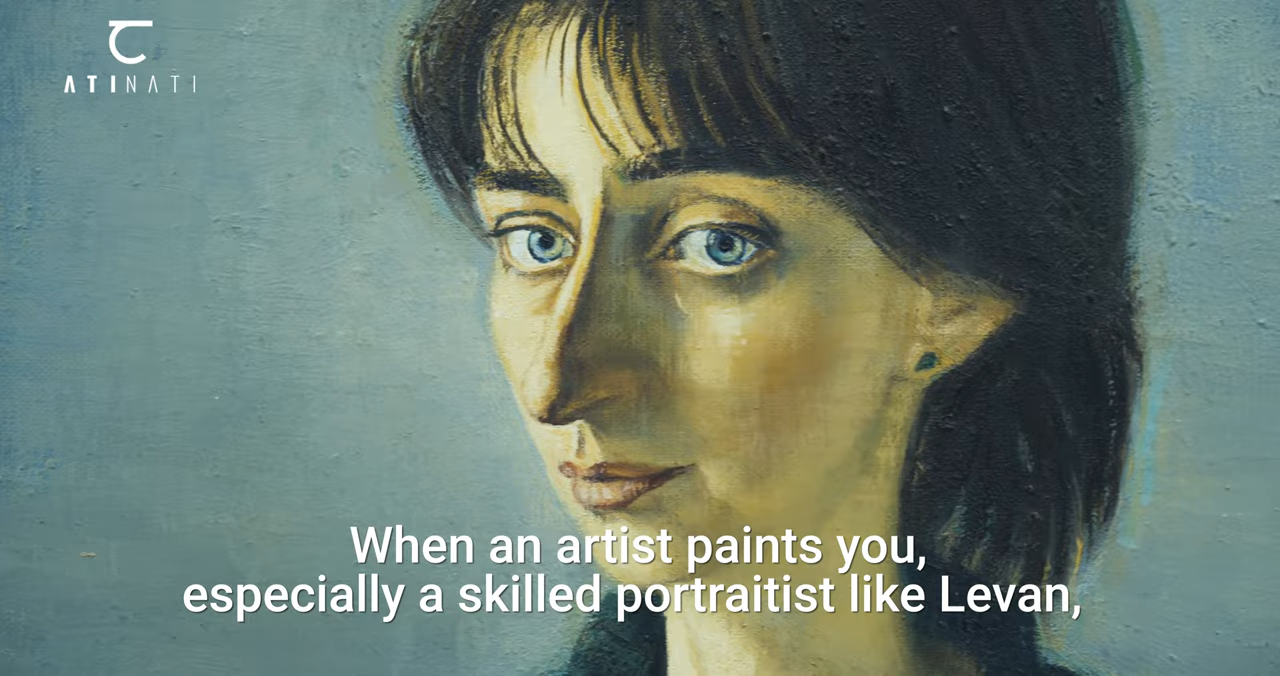 ATINATI
When an artist paints you,
especially a skilled portraitist like Levan,